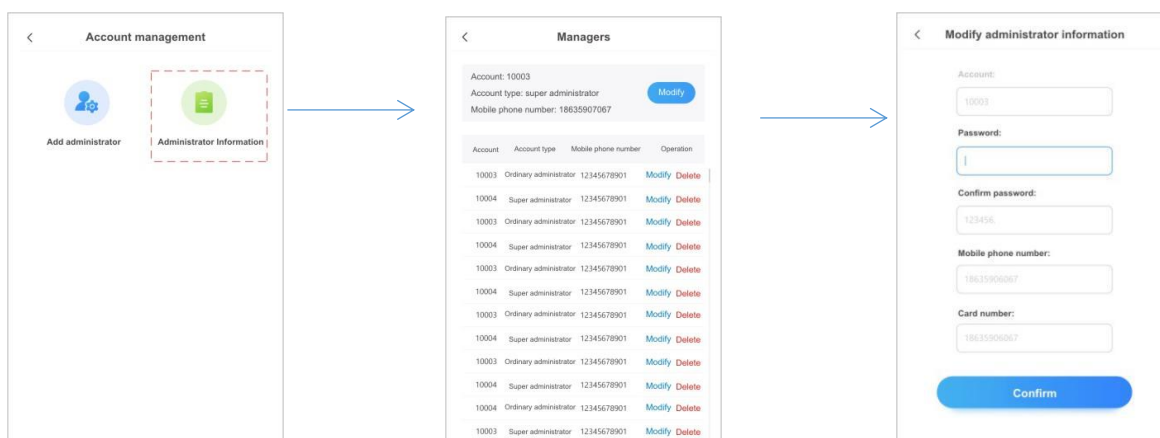 Account management
Add administrator
Administrator Information
Managers
Account: 10003
Account type: super administrator
Mobile phone number: 18635907067
Modify
Account Account type Mobile phone number Operation
10003 Ordinary administrator 12345678901 Modify Delete
10004 Super administrator 12345678901 Modify Delete
10003 Ordinary administrator 12345678901 Modify Delete
10004 Super administrator 12345678901 Modify Delete
10003 Ordinary administrator 12345678901 Modify Delete
10004 Super administrator 12345678901 Modify Delete
10003 Ordinary administrator 12345678901 Modify Delete
10004 Super administrator 12345678901 Modify Delete
10003 Ordinary administrator 12345678901 Modify Delete
10004 Super administrator 12345678901 Modify Delete
10004 Ordinary administrator 12345678901 Modify Delete
10003 Super administrator 12345678901 Modify Delete
Modify administrator information
Account:
10003
Password:
Confirm password:
123456.
Mobile phone number:
18635906067
Card number:
18635906067
Confirm